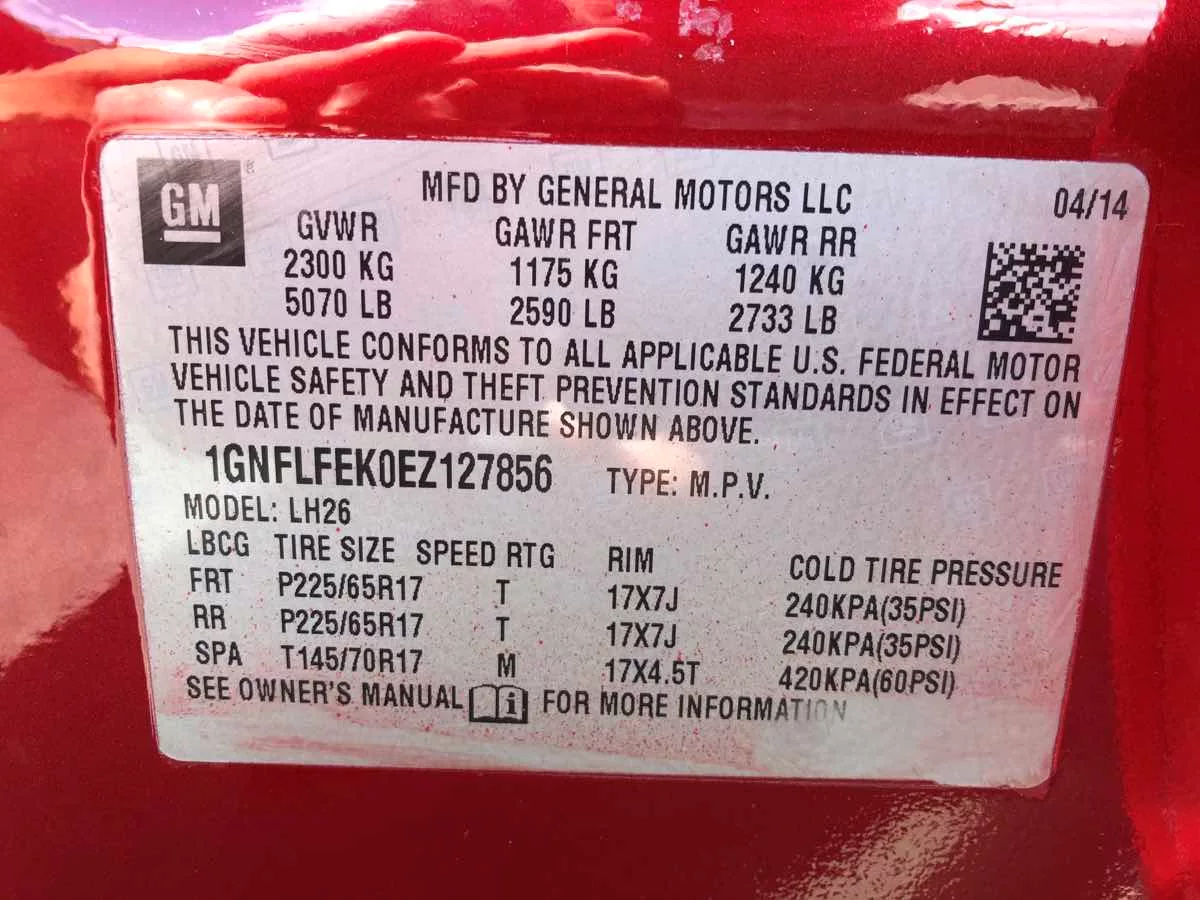 GM
MFD BY GENERAL MOTORS LLC 04/14
GVWR GAWR FRT GAWR RR
2300 KG 1175 KG 1240 KG
5070 LB 2590 LB 2733 LB
THIS VEHICLE CONFORMS TO ALL APPLICABLE U.S. FEDERAL MOTOR
VEHICLE SAFETY AND THEFT PREVENTION STANDARDS IN EFFECT ON
THE DATE OF MANUFACTURE SHOWN ABOVE.
1GNFLFEK0EZ127856 TYPE: M.P.V.
MODEL: LH26
LBCG TIRE SIZE SPEED RTG RIM COLD TIRE PRESSURE
FRT P225/65R17 T 17X7J 240KPA(35PSI)
RR P225/65R17 T 17X7J 240KPA(35PSI)
SPA T145/70R17 M 17X4.5T 420KPA(60PSI)
SEE OWNER'S MANUAL i FOR MORE INFORMATION